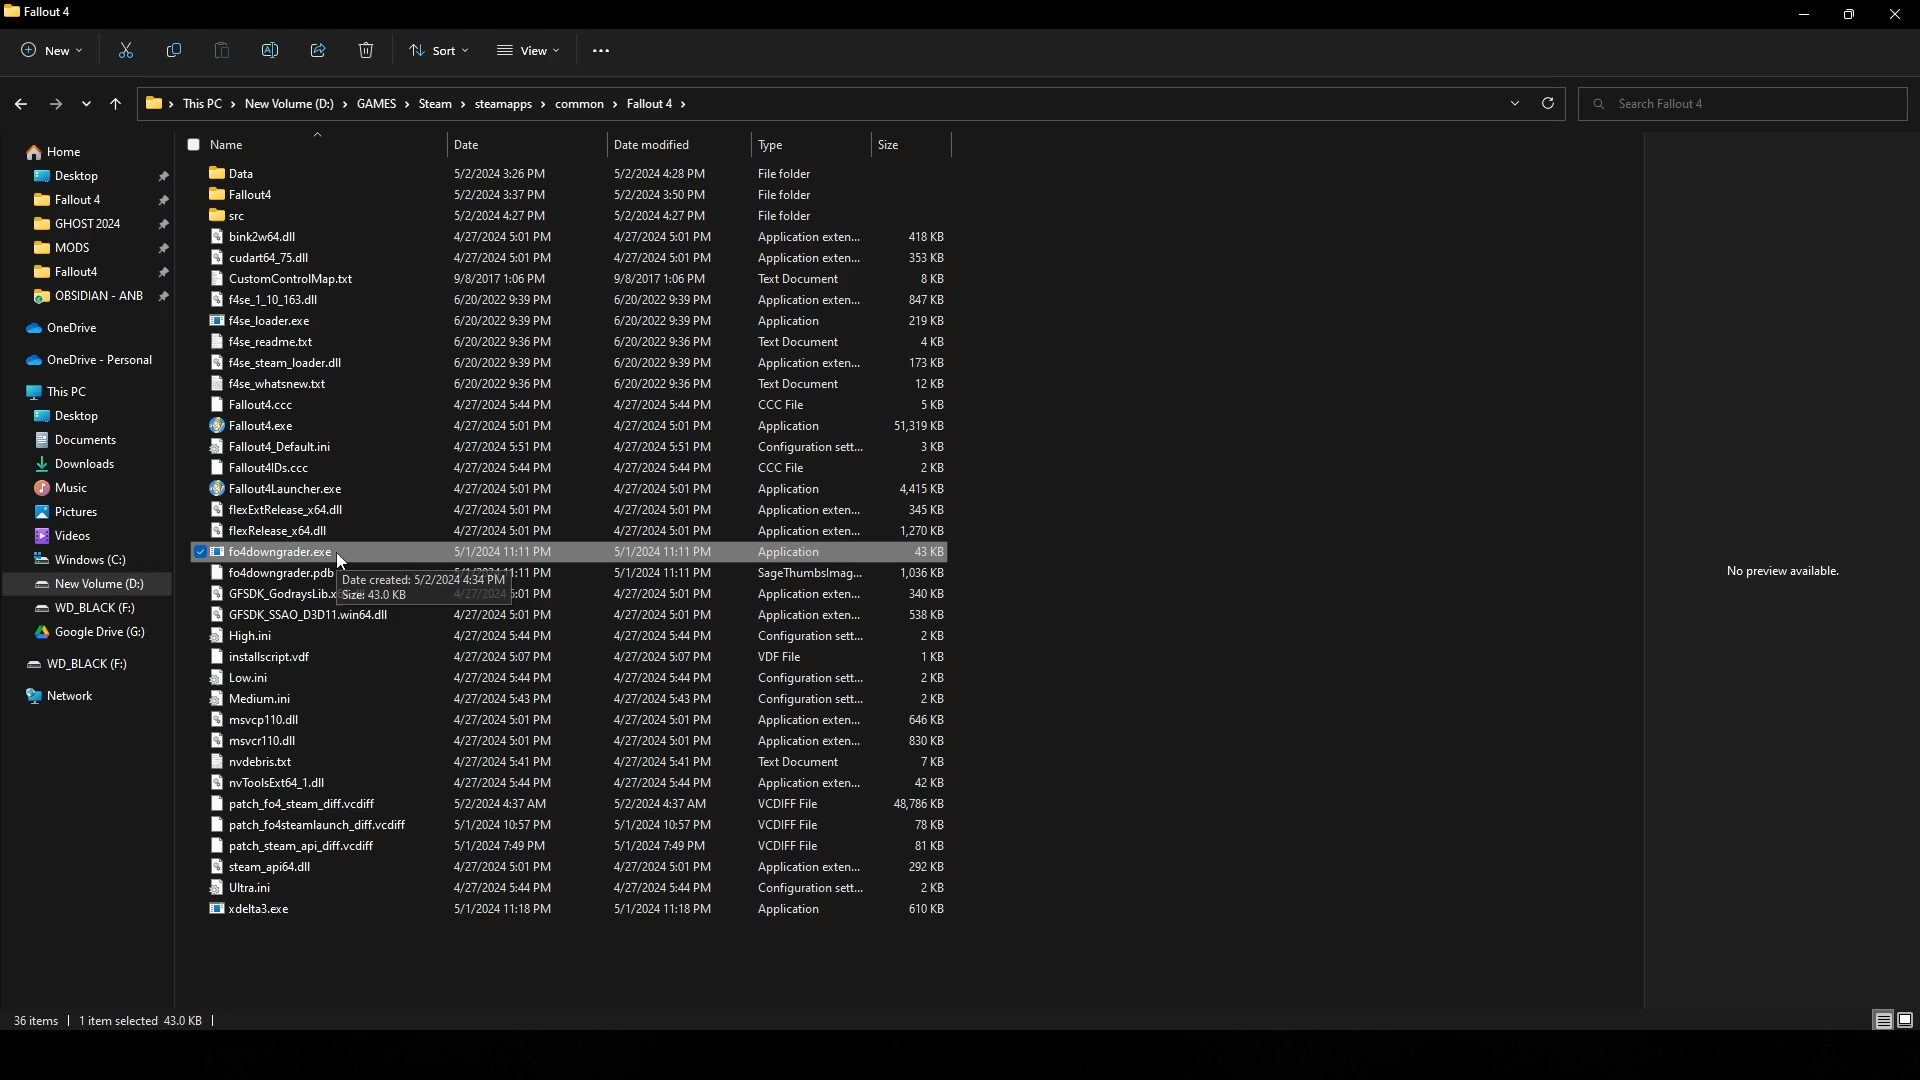 Fallout 4
New Sort View
This PC > New Volume (D:) > GAMES > Steam > steamapps > common > Fallout 4 > Search Fallout 4
Name Date Date modified Type Size
Home
Desktop
Fallout 4
GHOST 2024
MODS
Fallout4
OBSIDIAN - ANB
OneDrive
OneDrive - Personal
This PC
Desktop
Documents
Downloads
Music
Pictures
Videos
Windows (C:)
New Volume (D:)
WD_BLACK (F:)
Google Drive (G:)
WD_BLACK (F:)
Network
Data 5/2/2024 3:26 PM 5/2/2024 4:28 PM File folder
Fallout4 5/2/2024 3:37 PM 5/2/2024 3:50 PM File folder
src 5/2/2024 4:27 PM 5/2/2024 4:27 PM File folder
bink2w64.dll 4/27/2024 5:01 PM 4/27/2024 5:01 PM Application exten... 418 KB
cudart64_75.dll 4/27/2024 5:01 PM 4/27/2024 5:01 PM Application exten... 353 KB
CustomControlMap.txt 9/8/2017 1:06 PM 9/8/2017 1:06 PM Text Document 8 KB
f4se_1_10_163.dll 6/20/2022 9:39 PM 6/20/2022 9:39 PM Application exten... 847 KB
f4se_loader.exe 6/20/2022 9:39 PM 6/20/2022 9:39 PM Application 219 KB
f4se_readme.txt 6/20/2022 9:36 PM 6/20/2022 9:36 PM Text Document 4 KB
f4se_steam_loader.dll 6/20/2022 9:39 PM 6/20/2022 9:39 PM Application exten... 173 KB
f4se_whatsnew.txt 6/20/2022 9:36 PM 6/20/2022 9:36 PM Text Document 12 KB
Fallout4.ccc 4/27/2024 5:44 PM 4/27/2024 5:44 PM CCC File 5 KB
Fallout4.exe 4/27/2024 5:01 PM 4/27/2024 5:01 PM Application 51,319 KB
Fallout4_Default.ini 4/27/2024 5:51 PM 4/27/2024 5:51 PM Configuration sett... 3 KB
Fallout4IDs.ccc 4/27/2024 5:44 PM 4/27/2024 5:44 PM CCC File 2 KB
Fallout4Launcher.exe 4/27/2024 5:01 PM 4/27/2024 5:01 PM Application 4,415 KB
flexExtRelease_x64.dll 4/27/2024 5:01 PM 4/27/2024 5:01 PM Application exten... 345 KB
flexRelease_x64.dll 4/27/2024 5:01 PM 4/27/2024 5:01 PM Application exten... 1,270 KB
fo4downgrader.exe 5/1/2024 11:11 PM 5/1/2024 11:11 PM Application 43 KB
fo4downgrader.pdb 5/1/2024 11:11 PM SageThumbsImag... 1,036 KB
Date created: 5/2/2024 4:34 PM
Size: 43.0 KB
GFSDK_GodraysLib.x 4/27/2024 5:01 PM 4/27/2024 5:01 PM Application exten... 340 KB
GFSDK_SSAO_D3D11.win64.dll 4/27/2024 5:01 PM 4/27/2024 5:01 PM Application exten... 538 KB
High.ini 4/27/2024 5:44 PM 4/27/2024 5:44 PM Configuration sett... 2 KB
installscript.vdf 4/27/2024 5:07 PM 4/27/2024 5:07 PM VDF File 1 KB
Low.ini 4/27/2024 5:44 PM 4/27/2024 5:44 PM Configuration sett... 2 KB
Medium.ini 4/27/2024 5:43 PM 4/27/2024 5:43 PM Configuration sett... 2 KB
msvcp110.dll 4/27/2024 5:01 PM 4/27/2024 5:01 PM Application exten... 646 KB
msvcr110.dll 4/27/2024 5:01 PM 4/27/2024 5:01 PM Application exten... 830 KB
nvdebris.txt 4/27/2024 5:41 PM 4/27/2024 5:41 PM Text Document 7 KB
nvToolsExt64_1.dll 4/27/2024 5:44 PM 4/27/2024 5:44 PM Application exten... 42 KB
patch_fo4_steam_diff.vcdiff 5/2/2024 4:37 AM 5/2/2024 4:37 AM VCDIFF File 48,786 KB
patch_fo4steamlaunch_diff.vcdiff 5/1/2024 10:57 PM 5/1/2024 10:57 PM VCDIFF File 78 KB
patch_steam_api_diff.vcdiff 5/1/2024 7:49 PM 5/1/2024 7:49 PM VCDIFF File 81 KB
steam_api64.dll 4/27/2024 5:01 PM 4/27/2024 5:01 PM Application exten... 292 KB
Ultra.ini 4/27/2024 5:44 PM 4/27/2024 5:44 PM Configuration sett... 2 KB
xdelta3.exe 5/1/2024 11:18 PM 5/1/2024 11:18 PM Application 610 KB
No preview available.
36 items 1 item selected 43.0 KB